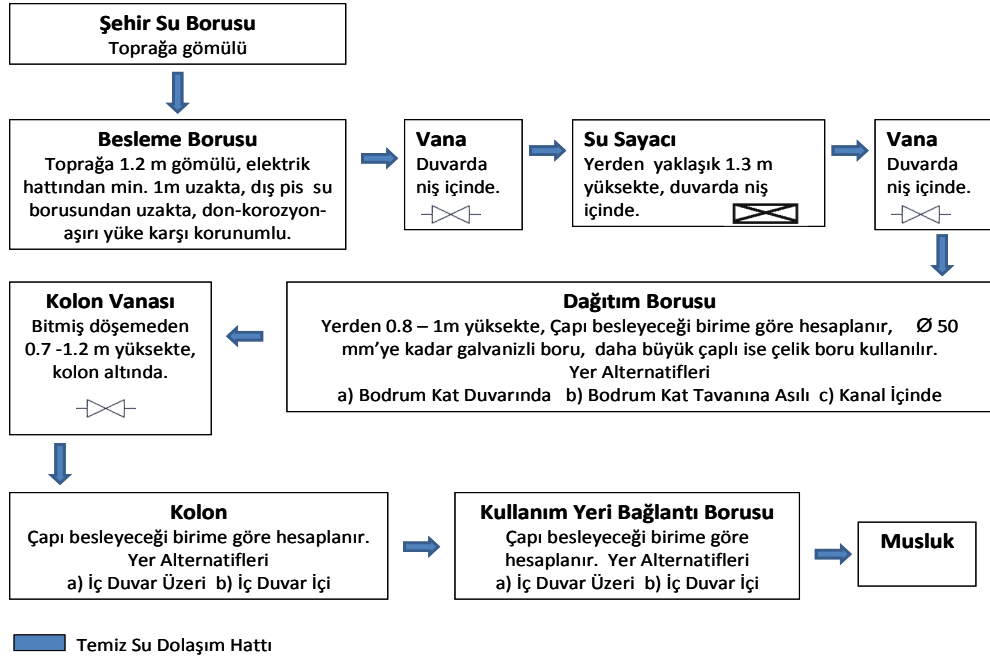 Şehir Su Borusu
Toprağa gömülü
Besleme Borusu
Toprağa 1.2 m gömülü, elektrik
hattından min. 1m uzakta, dış pis su
borusundan uzakta, don-korozyon-
aşırı yüke karşı korunumlu.
Vana
Duvarda
niş içinde.
Su Sayacı
Yerden yaklaşık 1.3 m
yüksekte, duvarda niş
içinde.
Vana
Duvarda
niş içinde.
Dağıtım Borusu
Yerden 0.8 – 1m yüksekte, Çapı besleyeceği birime göre hesaplanır, Ø 50
mm'ye kadar galvanizli boru, daha büyük çaplı ise çelik boru kullanılır.
Yer Alternatifleri
a) Bodrum Kat Duvarında b) Bodrum Kat Tavanına Asılı c) Kanal İçinde
Kolon Vanası
Bitmiş döşemeden
0.7 -1.2 m yüksekte,
kolon altında.
Kolon
Çapı besleyeceği birime göre hesaplanır.
Yer Alternatifleri
a) İç Duvar Üzeri b) İç Duvar İçi
Kullanım Yeri Bağlantı Borusu
Çapı besleyeceği birime göre
hesaplanır. Yer Alternatifleri
a) İç Duvar Üzeri b) İç Duvar İçi
Musluk
Temiz Su Dolaşım Hattı